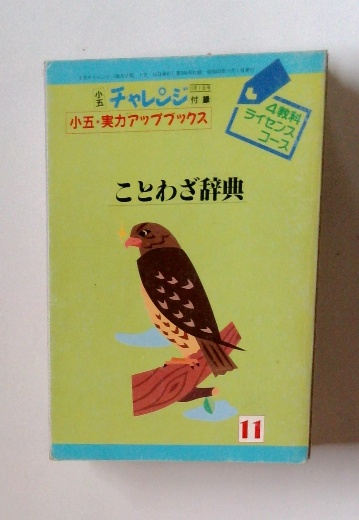 小五 チャレンジ 付録
小五・実力アップブックス
4教科
ライセンス
コース
ことわざ辞典
11